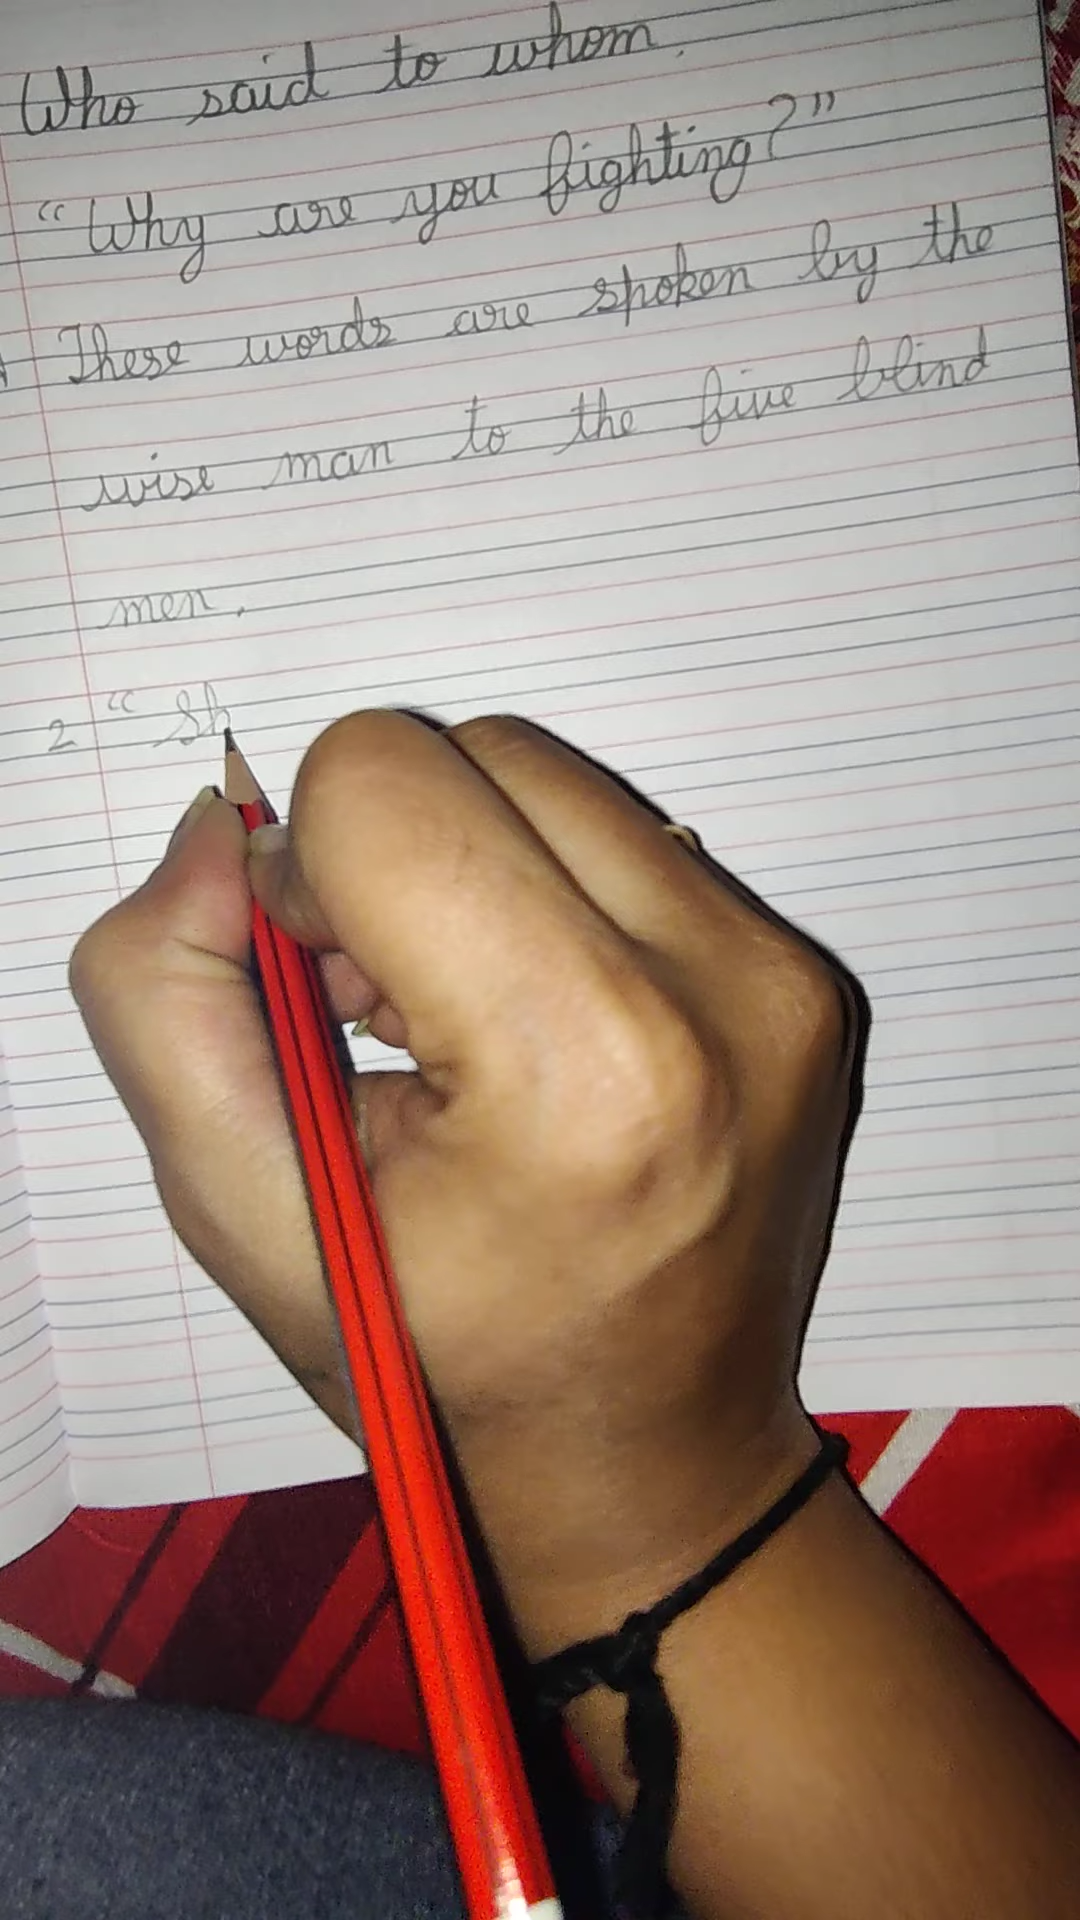 Who said to whom.
“Why are you fighting?”
These words are spoken by the
wise man to the five blind
men.
2 “Sh